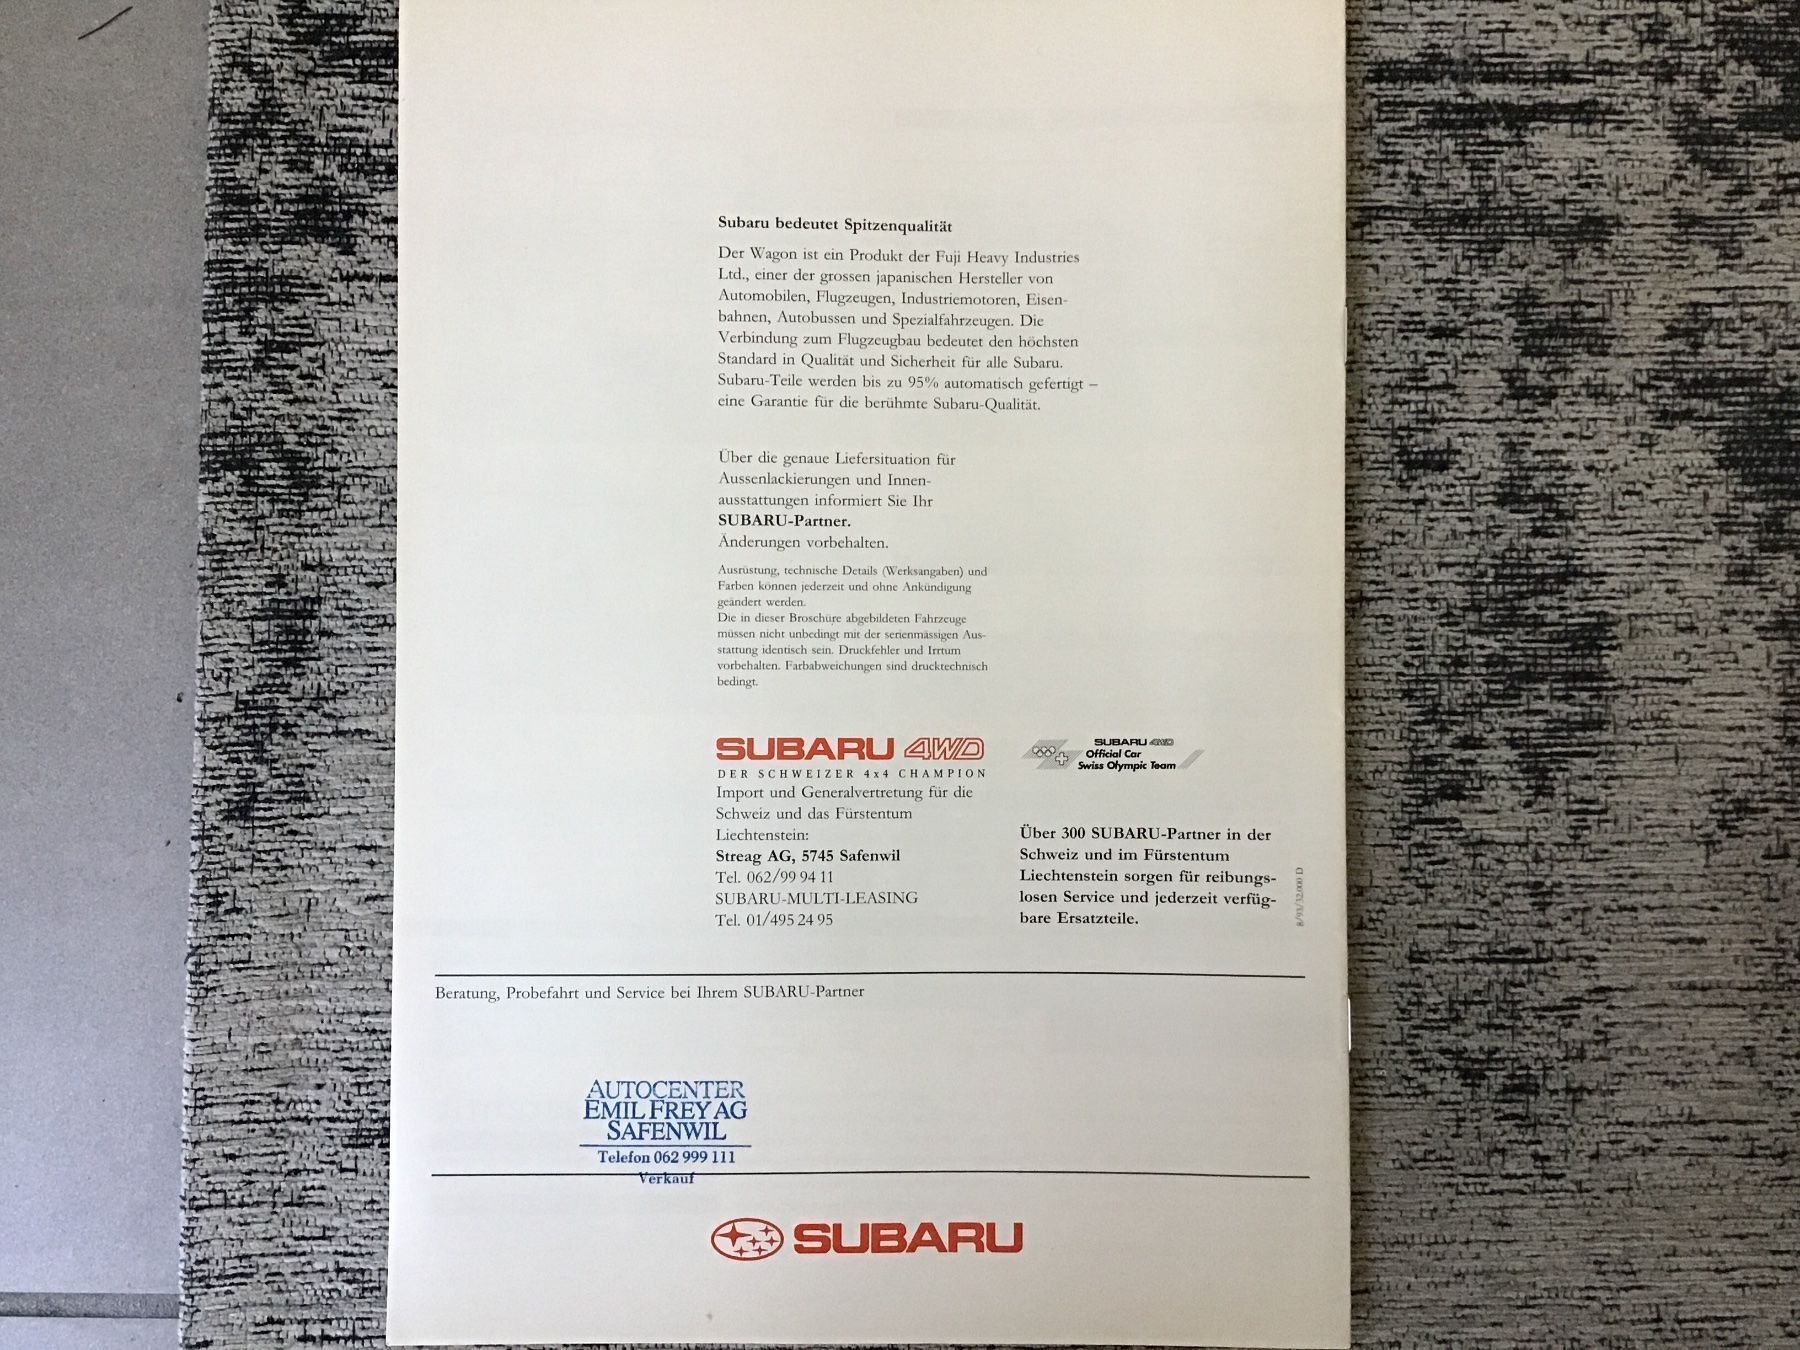 Subaru bedeutet Spitzenqualität
Der Wagon ist ein Produkt der Fuji Heavy Industries
Ltd., einer der grossen japanischen Hersteller von
Automobilen, Flugzeugen, Industriemotoren, Eisen-
bahnen, Autobussen und Spezialfahrzeugen. Die
Verbindung zum Flugzeugbau bedeutet den höchsten
Standard in Qualität und Sicherheit für alle Subaru.
Subaru-Teile werden bis zu 95% automatisch gefertigt –
eine Garantie für die berühmte Subaru-Qualität.
Über die genaue Liefersituation für
Aussenlackierungen und Innen-
ausstattungen informiert Sie Ihr
SUBARU-Partner.
Änderungen vorbehalten.
Ausrüstung, technische Details (Werksangaben) und
Farben können jederzeit und ohne Ankündigung
geändert werden.
Die in dieser Broschüre abgebildeten Fahrzeuge
müssen nicht unbedingt mit der serienmässigen Aus-
stattung identisch sein. Druckfehler und Irrtum
vorbehalten. Farbabweichungen sind drucktechnisch
bedingt.
SUBARU 4WD
DER SCHWEIZER 4x4 CHAMPION
Import und Generalvertretung für die
Schweiz und das Fürstentum
Liechtenstein:
Streag AG, 5745 Safenwil
Tel. 062/99 94 11
SUBARU-MULTI-LEASING
Tel. 01/495 24 95
SUBARU 4WD
Official Car
Swiss Olympic Team
Über 300 SUBARU-Partner in der
Schweiz und im Fürstentum
Liechtenstein sorgen für reibungs-
losen Service und jederzeit verfüg-
bare Ersatzteile.
8/93/32.000 D
Beratung, Probefahrt und Service bei Ihrem SUBARU-Partner
AUTOCENTER
EMIL FREY AG
SAFENWIL
Telefon 062 999 111
Verkauf
SUBARU